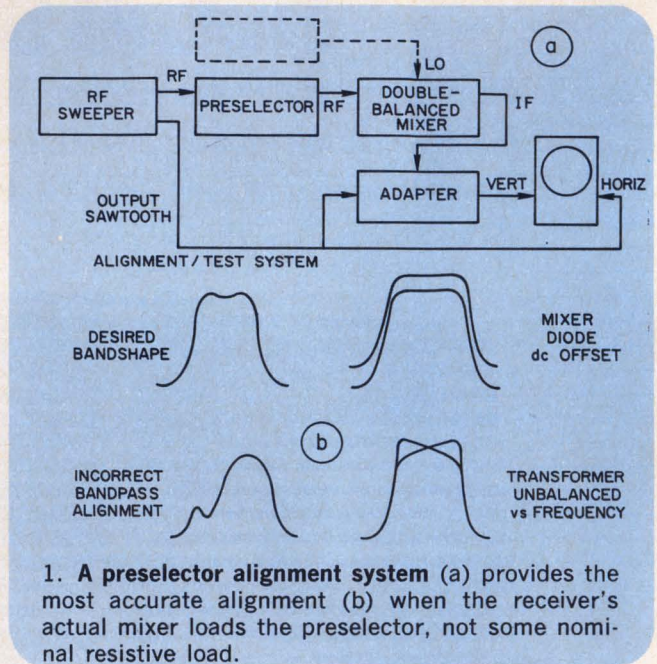 a
LO
RF
RF
SWEEPER
PRESELECTOR
RF
DOUBLE-
BALANCED
MIXER
IF
OUTPUT
SAWTOOTH
ADAPTER
VERT
HORIZ
ALIGNMENT/TEST SYSTEM
DESIRED
BANDSHAPE
MIXER
DIODE
dc OFFSET
b
INCORRECT
BANDPASS
ALIGNMENT
TRANSFORMER
UNBALANCED
vs FREQUENCY
1. A preselector alignment system (a) provides the
most accurate alignment (b) when the receiver's
actual mixer loads the preselector, not some nomi-
nal resistive load.